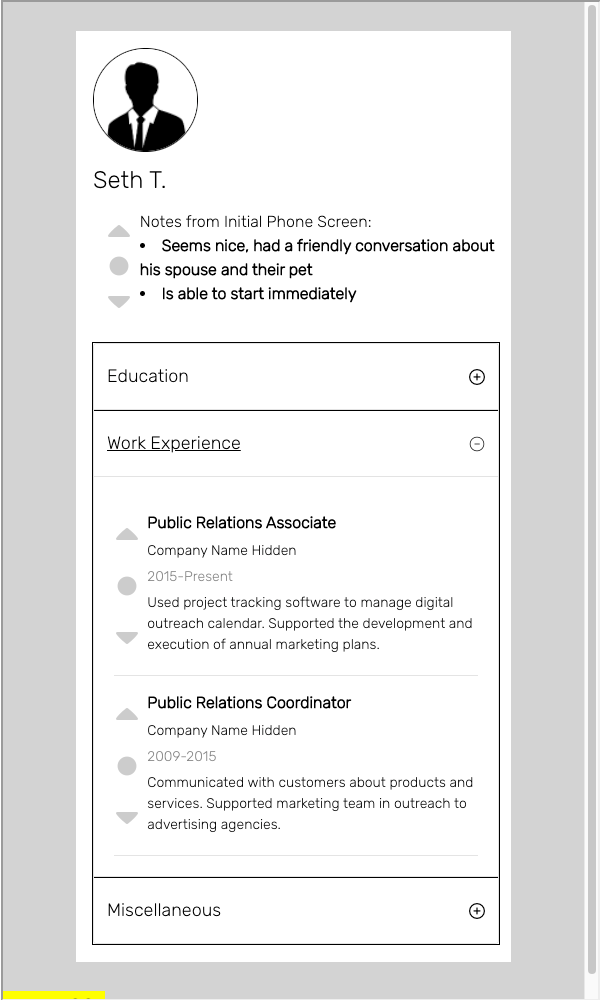 Seth T.
Notes from Initial Phone Screen:
• Seems nice, had a friendly conversation about
his spouse and their pet
• Is able to start immediately
Education
Work Experience
Public Relations Associate
Company Name Hidden
2015-Present
Used project tracking software to manage digital
outreach calendar. Supported the development and
execution of annual marketing plans.
Public Relations Coordinator
Company Name Hidden
2009-2015
Communicated with customers about products and
services. Supported marketing team in outreach to
advertising agencies.
Miscellaneous